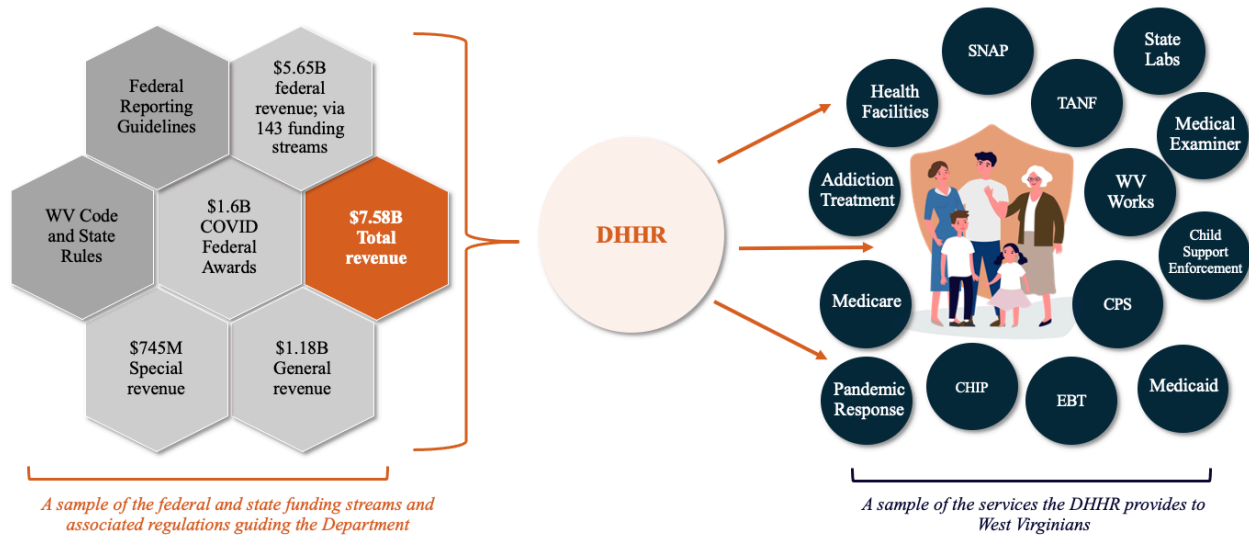 Federal
Reporting
Guidelines
$5.65B
federal
revenue; via
143 funding
streams
WV Code
and State
Rules
$1.6B
COVID
Federal
Awards
$7.58B
Total
revenue
$745M
Special
revenue
$1.18B
General
revenue
A sample of the federal and state funding streams and
associated regulations guiding the Department
DHHR
SNAP
State
Labs
Health
Facilities
TANF
Medical
Examiner
Addiction
Treatment
WV
Works
Child
Support
Enforcement
Medicare
CPS
Pandemic
Response
CHIP
EBT
Medicaid
A sample of the services the DHHR provides to
West Virginians